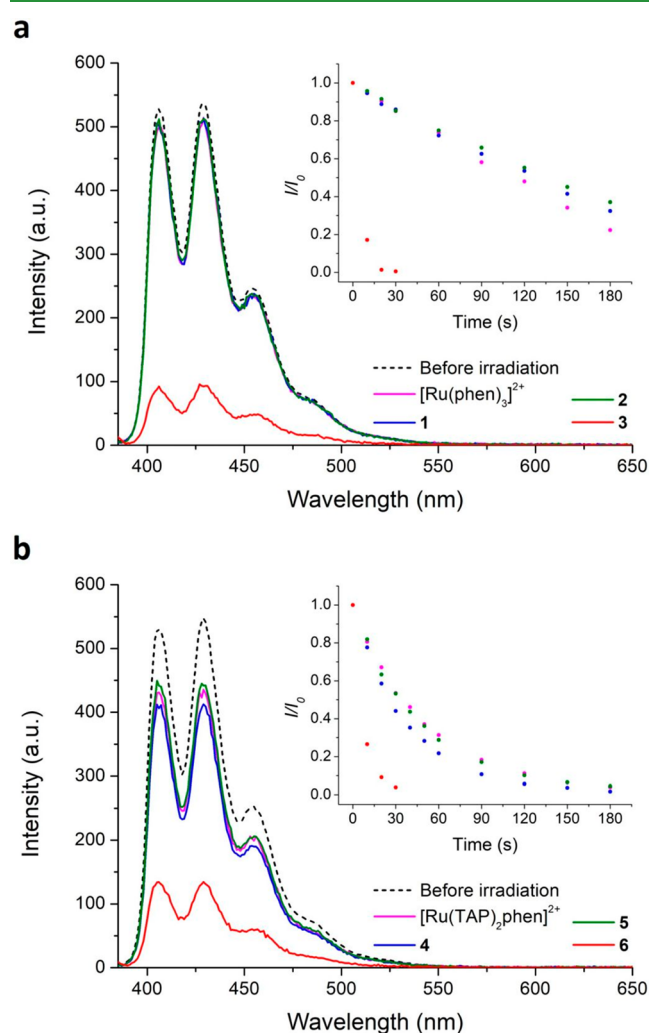 a
600
500
400
300
200
100
0
Intensity (a.u.)
400 450 500 550 600 650
Wavelength (nm)
1.0
0.8
0.6
0.4
0.2
0.0
I/I0
0 30 60 90 120 150 180
Time (s)
Before irradiation
[Ru(phen)3]2+ 2
1 3
b
600
500
400
300
200
100
0
Intensity (a.u.)
400 450 500 550 600 650
Wavelength (nm)
1.0
0.8
0.6
0.4
0.2
0.0
I/I0
0 30 60 90 120 150 180
Time (s)
Before irradiation
[Ru(TAP)2phen]2+ 5
4 6